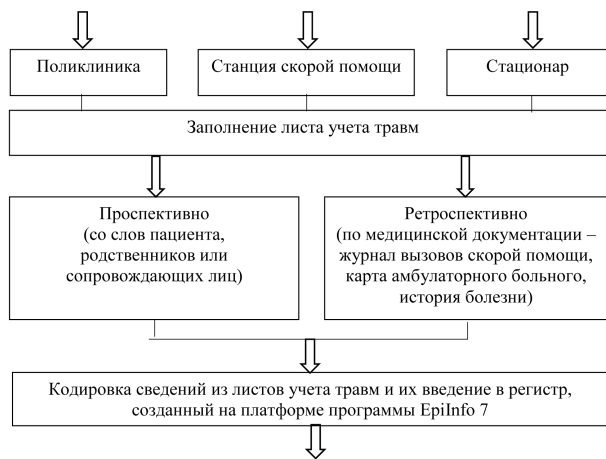 Поликлиника
Станция скорой помощи
Стационар
Заполнение листа учета травм
Проспективно
(со слов пациента,
родственников или
сопровождающих лиц)
Ретроспективно
(по медицинской документации –
журнал вызовов скорой помощи,
карта амбулаторного больного,
история болезни)
Кодировка сведений из листов учета травм и их введение в регистр,
созданный на платформе программы EpiInfo 7